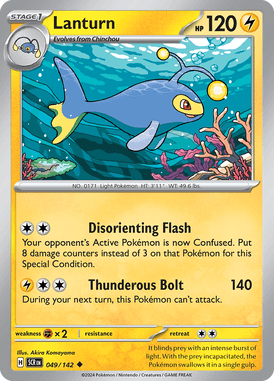 STAGE 1
Lanturn
HP 120
Evolves from Chinchou
NO. 0171 Light Pokémon HT: 3'11" WT: 49.6 lbs.
Disorienting Flash
Your opponent's Active Pokémon is now Confused. Put
8 damage counters instead of 3 on that Pokémon for this
Special Condition.
Thunderous Bolt 140
During your next turn, this Pokémon can't attack.
weakness × 2 resistance retreat
Illus. Akira Komayama
H SCR EN 049/142
It blinds prey with an intense burst of
light. With the prey incapacitated, the
Pokémon swallows it in a single gulp.
©2024 Pokémon / Nintendo / Creatures / GAME FREAK